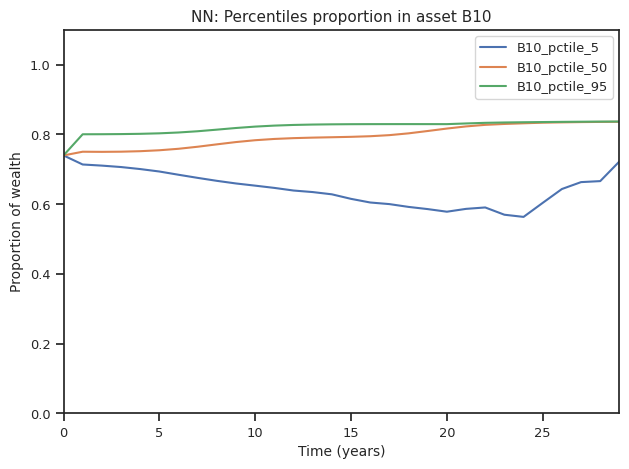 NN: Percentiles proportion in asset B10
B10_pctile_5
B10_pctile_50
B10_pctile_95
Proportion of wealth
1.0
0.8
0.6
0.4
0.2
0.0
0 5 10 15 20 25
Time (years)